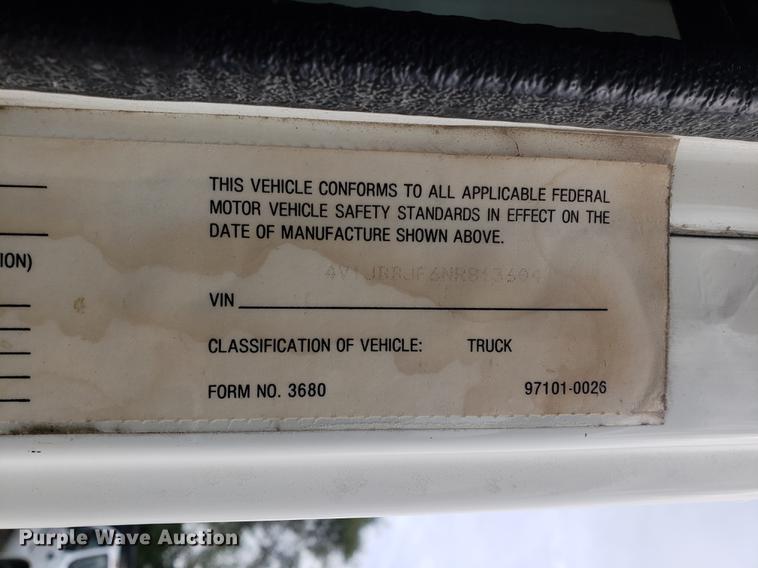 THIS VEHICLE CONFORMS TO ALL APPLICABLE FEDERAL
MOTOR VEHICLE SAFETY STANDARDS IN EFFECT ON THE
DATE OF MANUFACTURE SHOWN ABOVE.
ION)
VIN
CLASSIFICATION OF VEHICLE: TRUCK
FORM NO. 3680 97101-0026
Purple Wave Auction